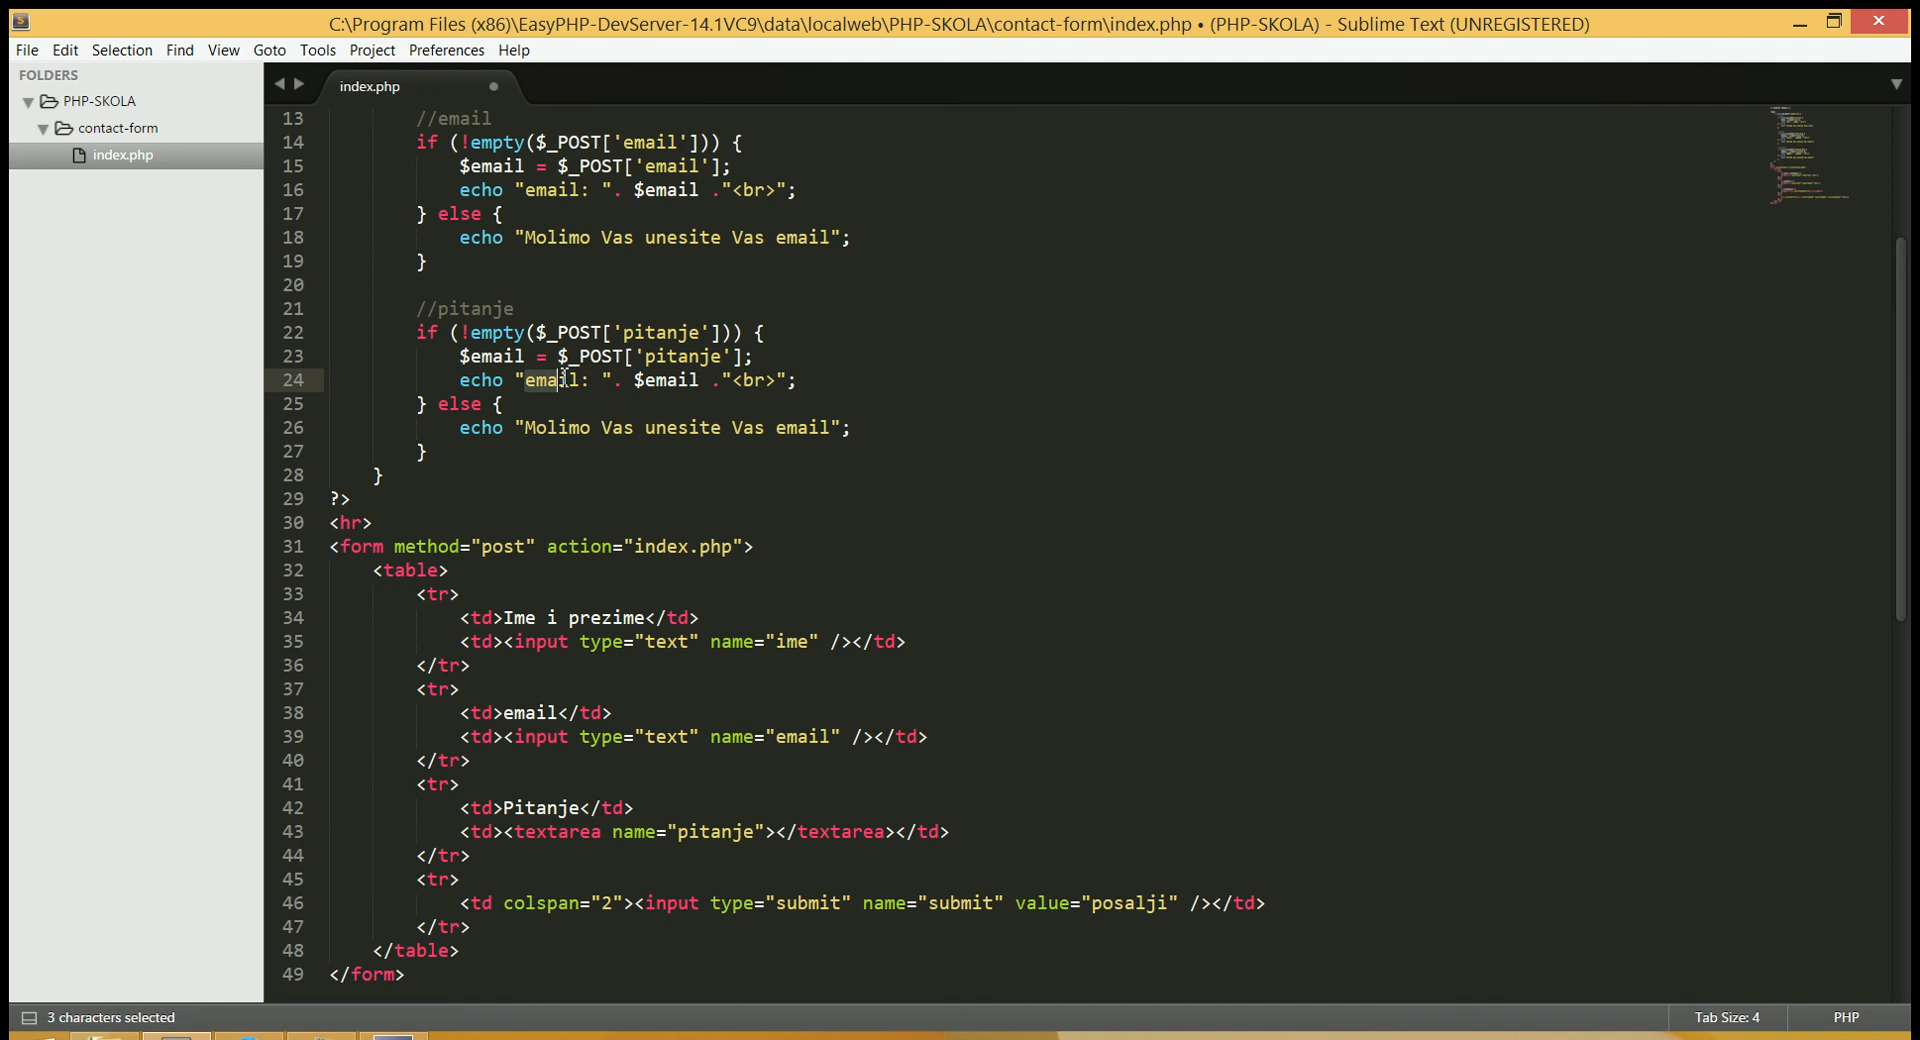 C:\Program Files (x86)\EasyPHP-DevServer-14.1VC9\data\localweb\PHP-SKOLA\contact-form\index.php • (PHP-SKOLA) - Sublime Text (UNREGISTERED)
File Edit Selection Find View Goto Tools Project Preferences Help
FOLDERS
PHP-SKOLA
contact-form
index.php
index.php
13 //email
14 if (!empty($_POST['email'])) {
15 $email = $_POST['email'];
16 echo "email: ". $email ."<br>";
17 } else {
18 echo "Molimo Vas unesite Vas email";
19 }
20
21 //pitanje
22 if (!empty($_POST['pitanje'])) {
23 $email = $_POST['pitanje'];
24 echo "email: ". $email ."<br>";
25 } else {
26 echo "Molimo Vas unesite Vas email";
27 }
28 }
29 ?>
30 <hr>
31 <form method="post" action="index.php">
32 <table>
33 <tr>
34 <td>Ime i prezime</td>
35 <td><input type="text" name="ime" /></td>
36 </tr>
37 <tr>
38 <td>email</td>
39 <td><input type="text" name="email" /></td>
40 </tr>
41 <tr>
42 <td>Pitanje</td>
43 <td><textarea name="pitanje"></textarea></td>
44 </tr>
45 <tr>
46 <td colspan="2"><input type="submit" name="submit" value="posalji" /></td>
47 </tr>
48 </table>
49 </form>
3 characters selected
Tab Size: 4
PHP